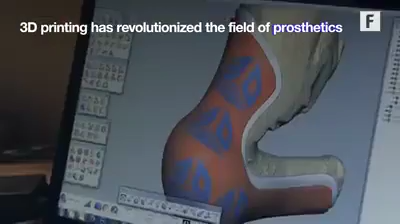 3D printing has revolutionized the field of prosthetics
F